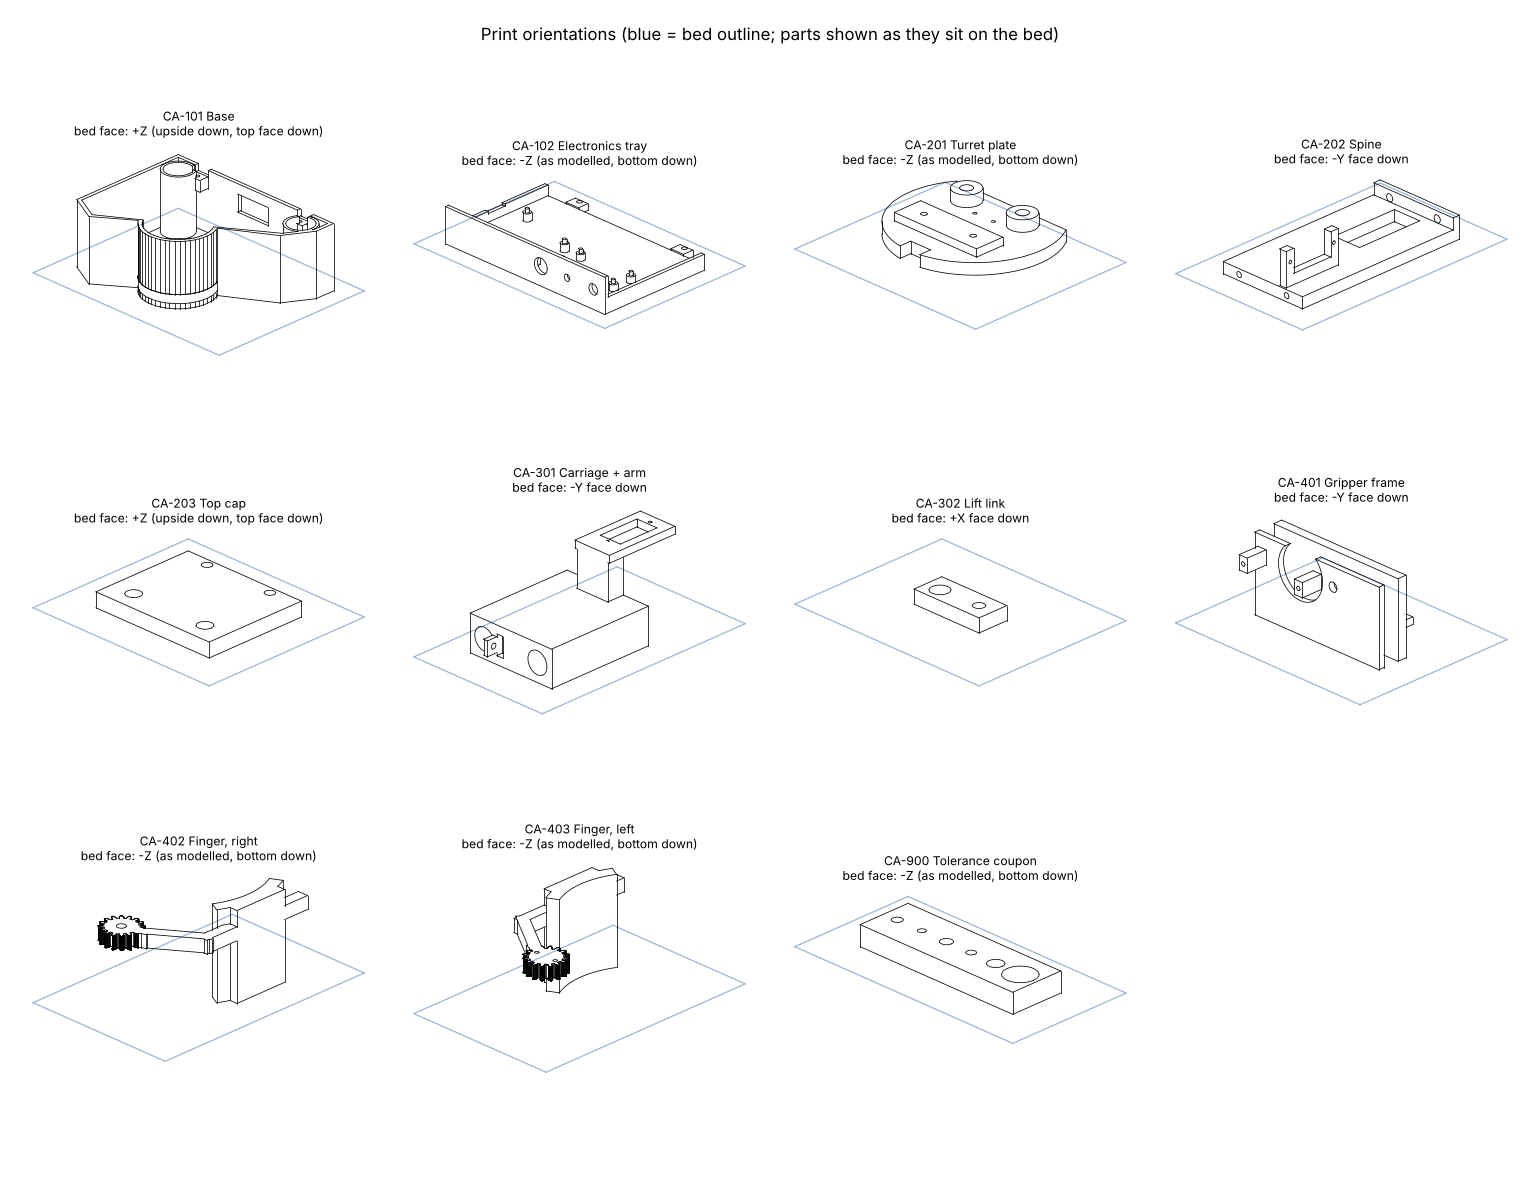 Print orientations (blue = bed outline; parts shown as they sit on the bed)
CA-101 Base
bed face: +Z (upside down, top face down)
CA-102 Electronics tray
bed face: -Z (as modelled, bottom down)
CA-201 Turret plate
bed face: -Z (as modelled, bottom down)
CA-202 Spine
bed face: -Y face down
CA-203 Top cap
bed face: +Z (upside down, top face down)
CA-301 Carriage + arm
bed face: -Y face down
CA-302 Lift link
bed face: +X face down
CA-401 Gripper frame
bed face: -Y face down
CA-402 Finger, right
bed face: -Z (as modelled, bottom down)
CA-403 Finger, left
bed face: -Z (as modelled, bottom down)
CA-900 Tolerance coupon
bed face: -Z (as modelled, bottom down)